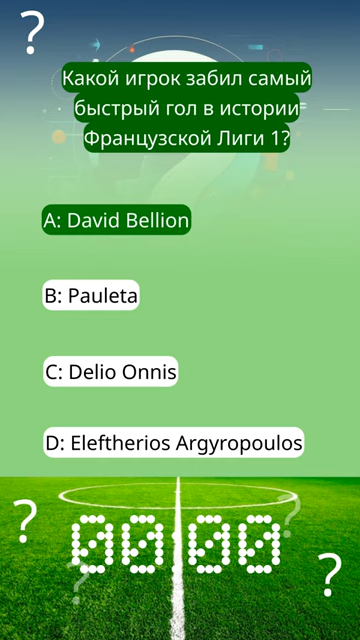 ?
Какой игрок забил самый
быстрый гол в истории
Французской Лиги 1?
A: David Bellion
B: Pauleta
C: Delio Onnis
D: Eleftherios Argyropoulos
? ?
00:00
? ?